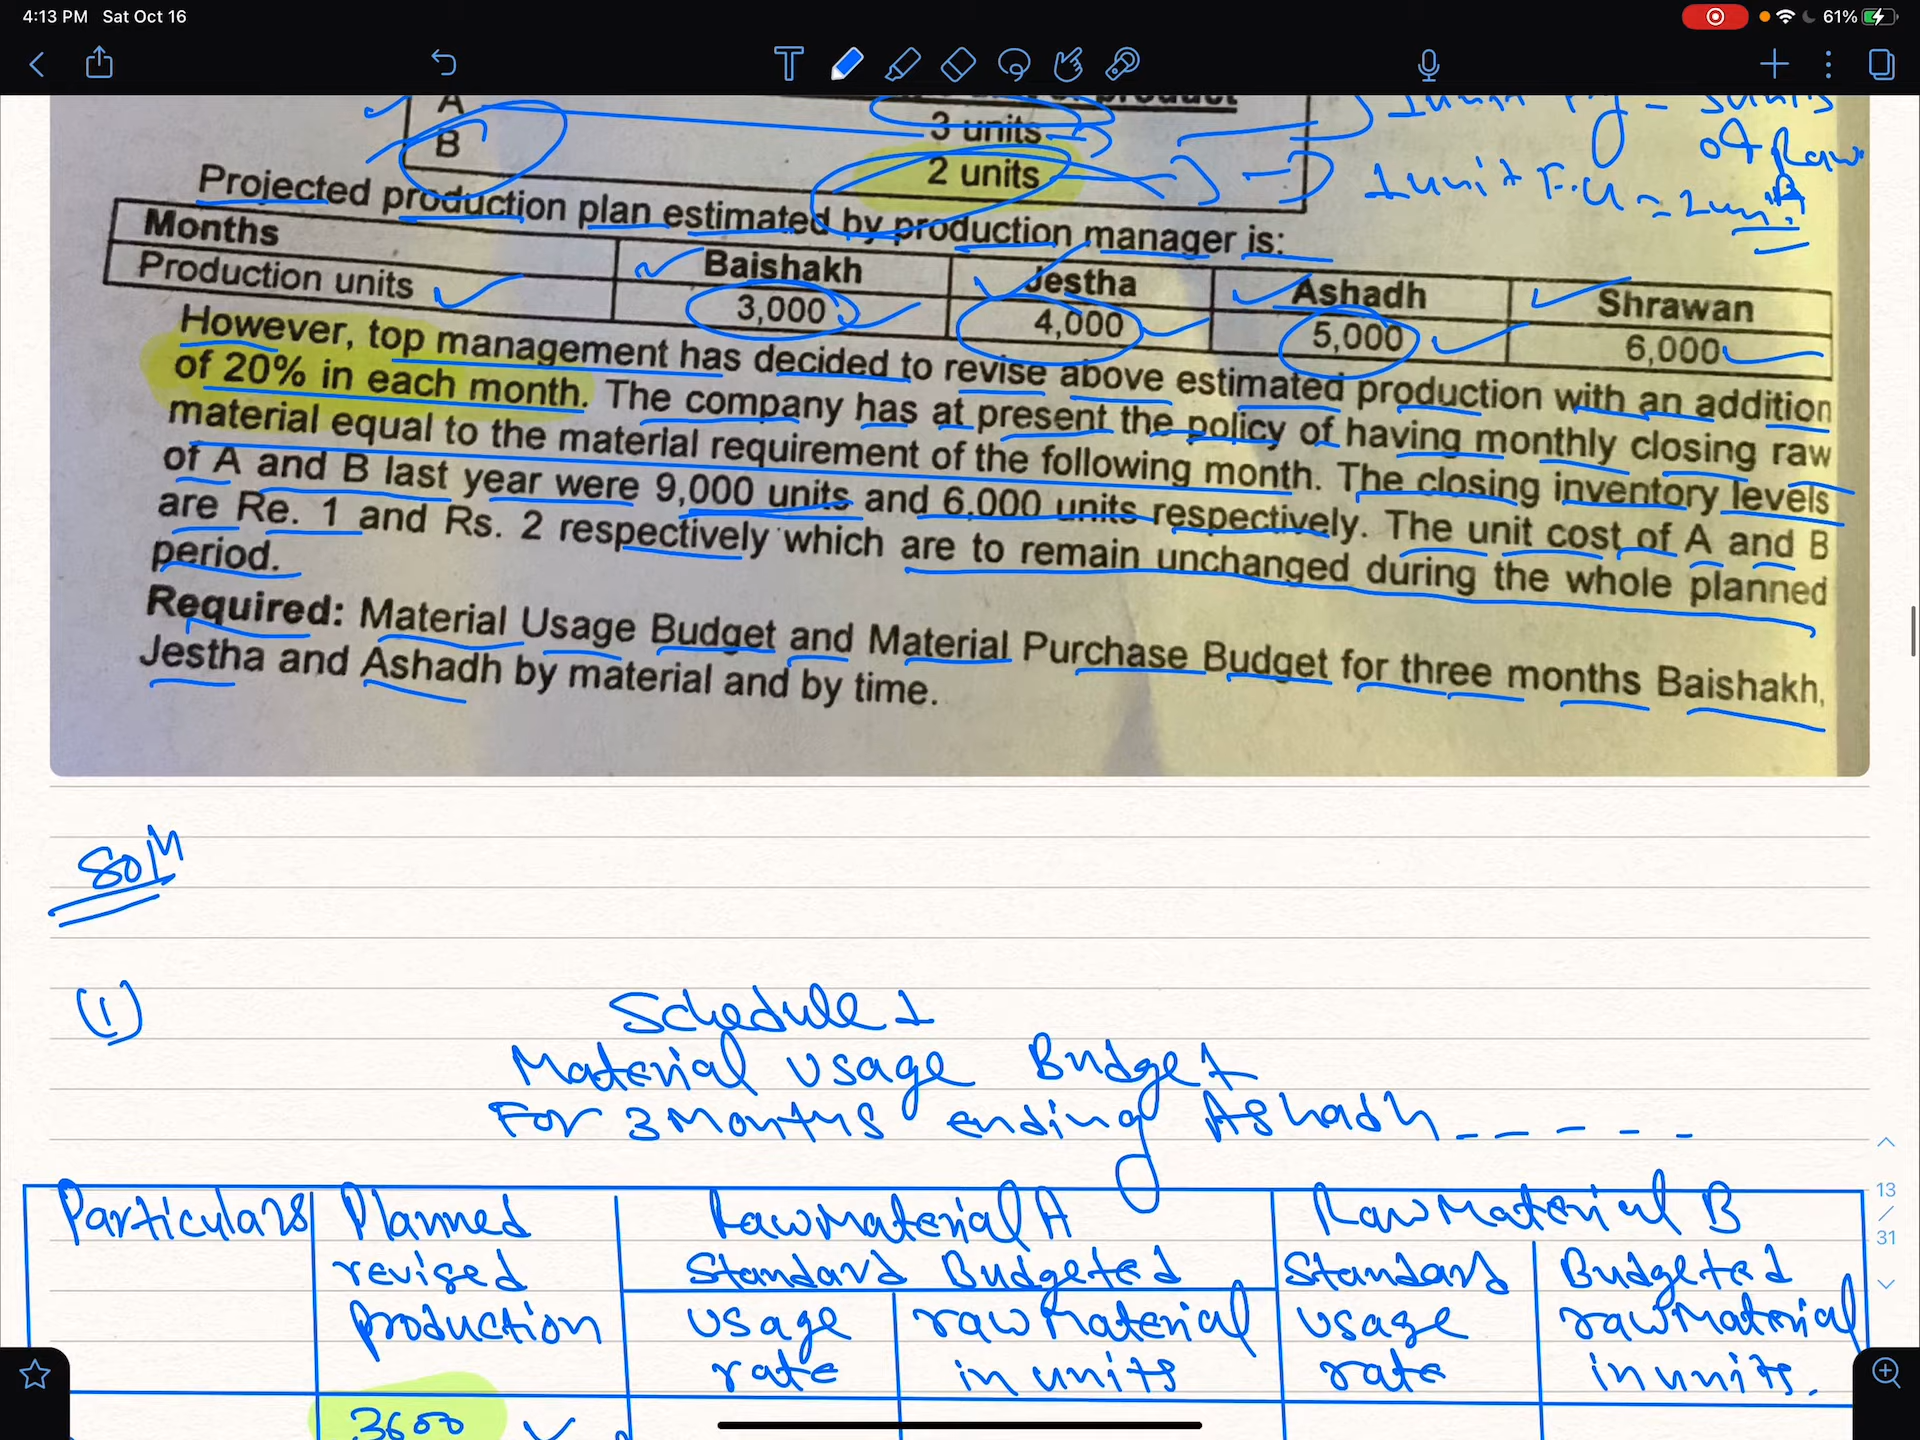 4:13 PM Sat Oct 16
61%
product
A
3 units
B
2 units
of Raw
1unit F.G = 2unit
Projected production plan estimated by production manager is:
Months Baishakh Jestha Ashadh Shrawan
Production units 3,000 4,000 5,000 6,000
However, top management has decided to revise above estimated production with an addition
of 20% in each month. The company has at present the policy of having monthly closing raw
material equal to the material requirement of the following month. The closing inventory levels
of A and B last year were 9,000 units and 6,000 units respectively. The unit cost of A and B
are Re. 1 and Rs. 2 respectively which are to remain unchanged during the whole planned
period.
Required: Material Usage Budget and Material Purchase Budget for three months Baishakh,
Jestha and Ashadh by material and by time.
Soln
(1)
Schedule 1
Material Usage Budget
For 3 Months ending Ashadh _ _ _ _ _
Particulars Planned Raw Material A Raw Material B
revised Standard Budgeted Standard Budgeted
production usage raw Material usage raw Material
rate in units rate in units.
3600
13
/
31